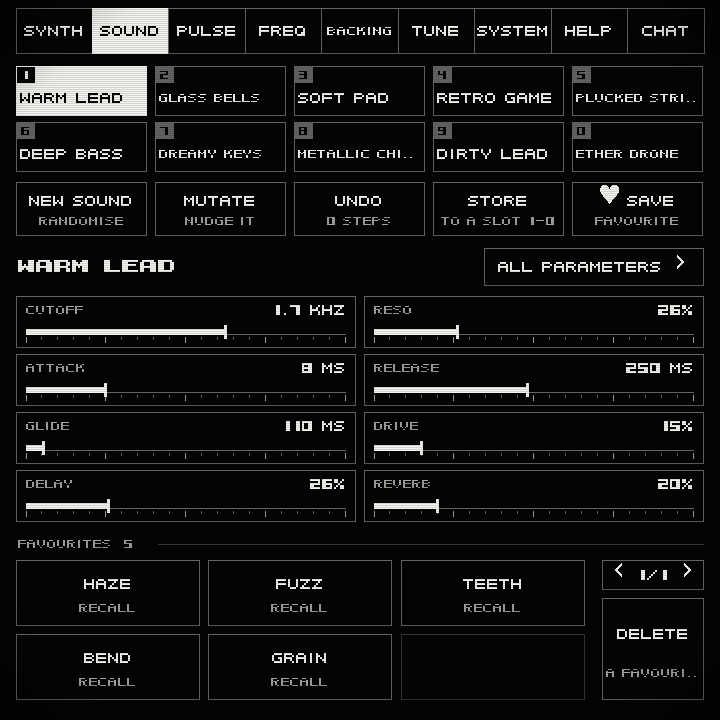 SYNTH SOUND PULSE FREQ BACKING TUNE SYSTEM HELP CHAT
1 2 3 4 5
WARM LEAD GLASS BELLS SOFT PAD RETRO GAME PLUCKED STRI..
6 7 8 9 0
DEEP BASS DREAMY KEYS METALLIC CHI.. DIRTY LEAD ETHER DRONE
NEW SOUND MUTATE UNDO STORE SAVE
RANDOMISE NUDGE IT 0 STEPS TO A SLOT 1-0 FAVOURITE
WARM LEAD ALL PARAMETERS >
CUTOFF 1.7 KHZ RESO 26%
ATTACK 8 MS RELEASE 250 MS
GLIDE 110 MS DRIVE 15%
DELAY 26% REVERB 20%
FAVOURITES 5
HAZE FUZZ TEETH < 1/1 >
RECALL RECALL RECALL
BEND GRAIN DELETE
RECALL RECALL A FAVOURI..